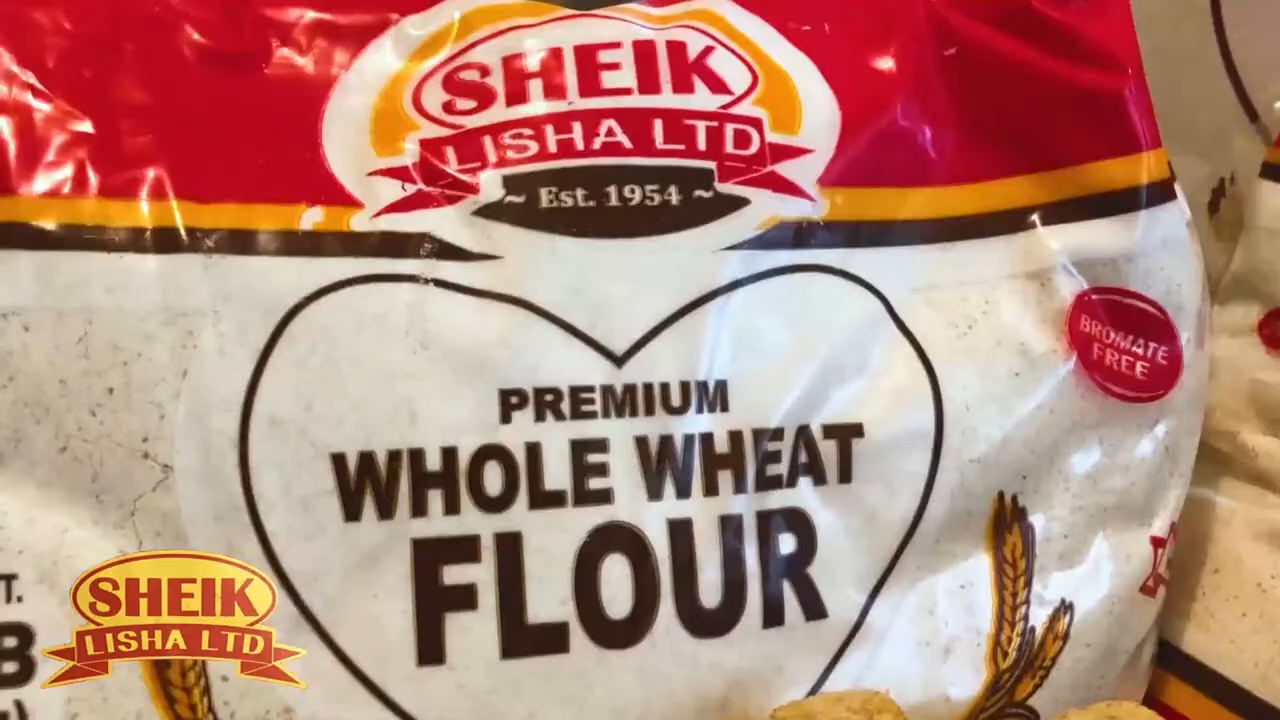 SHEIK
LISHA LTD
~ Est. 1954 ~
BROMATE
FREE
PREMIUM
WHOLE WHEAT
FLOUR
T.
B
SHEIK
LISHA LTD